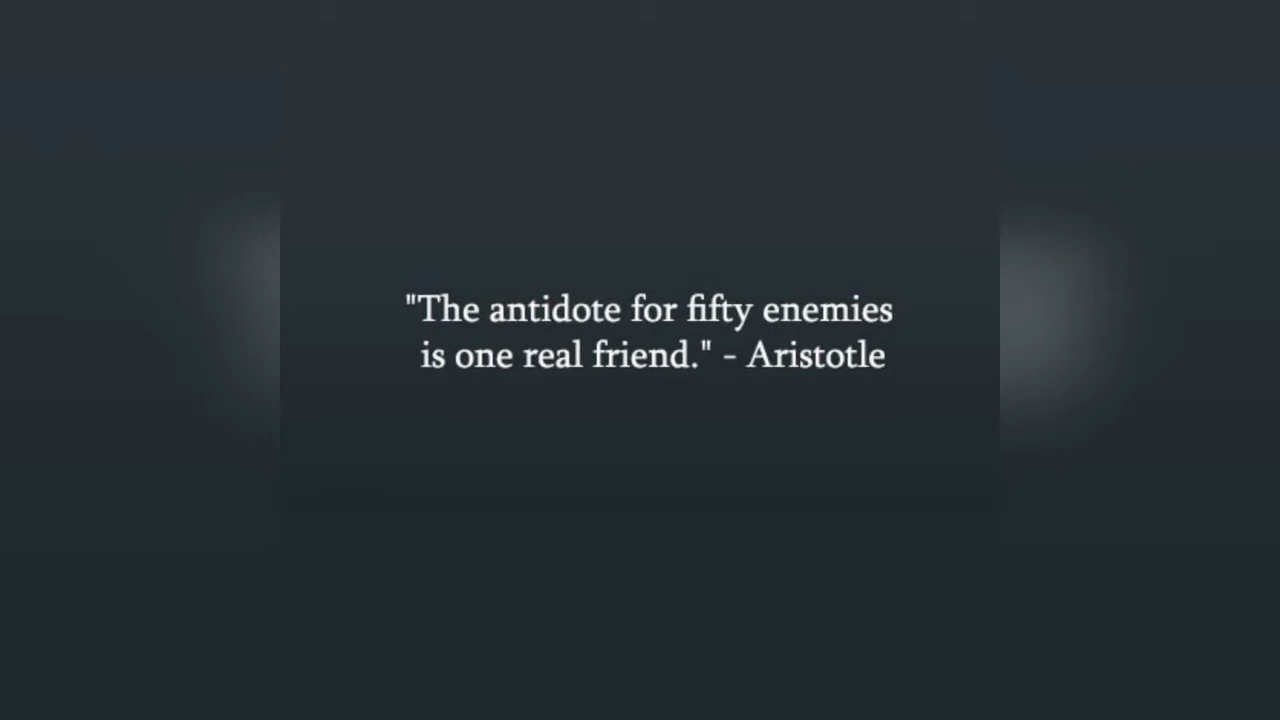 "The antidote for fifty enemies
is one real friend." - Aristotle